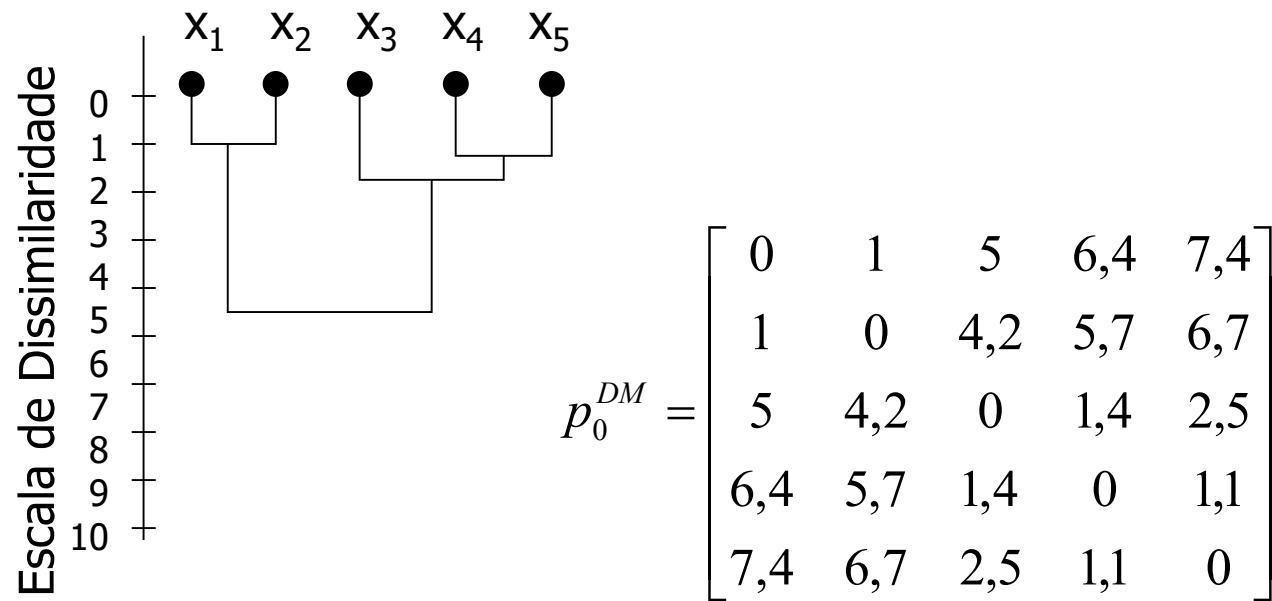 x₁ x₂ x₃ x₄ x₅
Escala de Dissimilaridade
0
1
2
3
4
5
6
7
8
9
10
p₀ᴰᴹ =
0 1 5 6,4 7,4
1 0 4,2 5,7 6,7
5 4,2 0 1,4 2,5
6,4 5,7 1,4 0 1,1
7,4 6,7 2,5 1,1 0